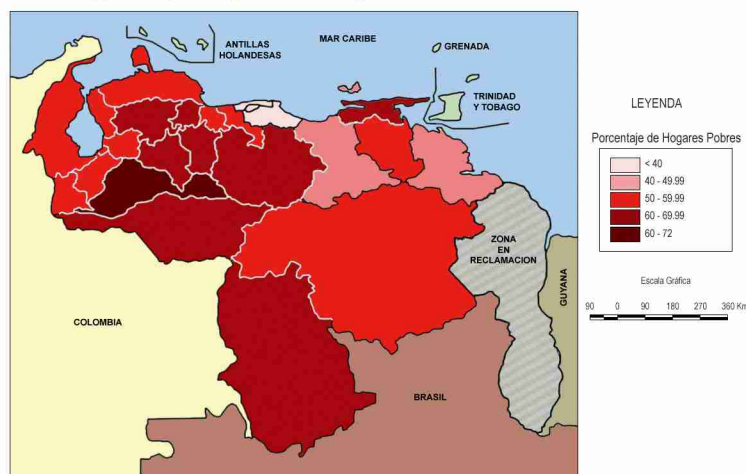 ANTILLAS
HOLANDESAS
MAR CARIBE
GRENADA
TRINIDAD
Y TOBAGO
ZONA
EN
RECLAMACION
GUYANA
COLOMBIA
BRASIL
LEYENDA
Porcentaje de Hogares Pobres
< 40
40 - 49.99
50 - 59.99
60 - 69.99
60 - 72
Escala Gráfica
90 0 90 180 270 360 Km